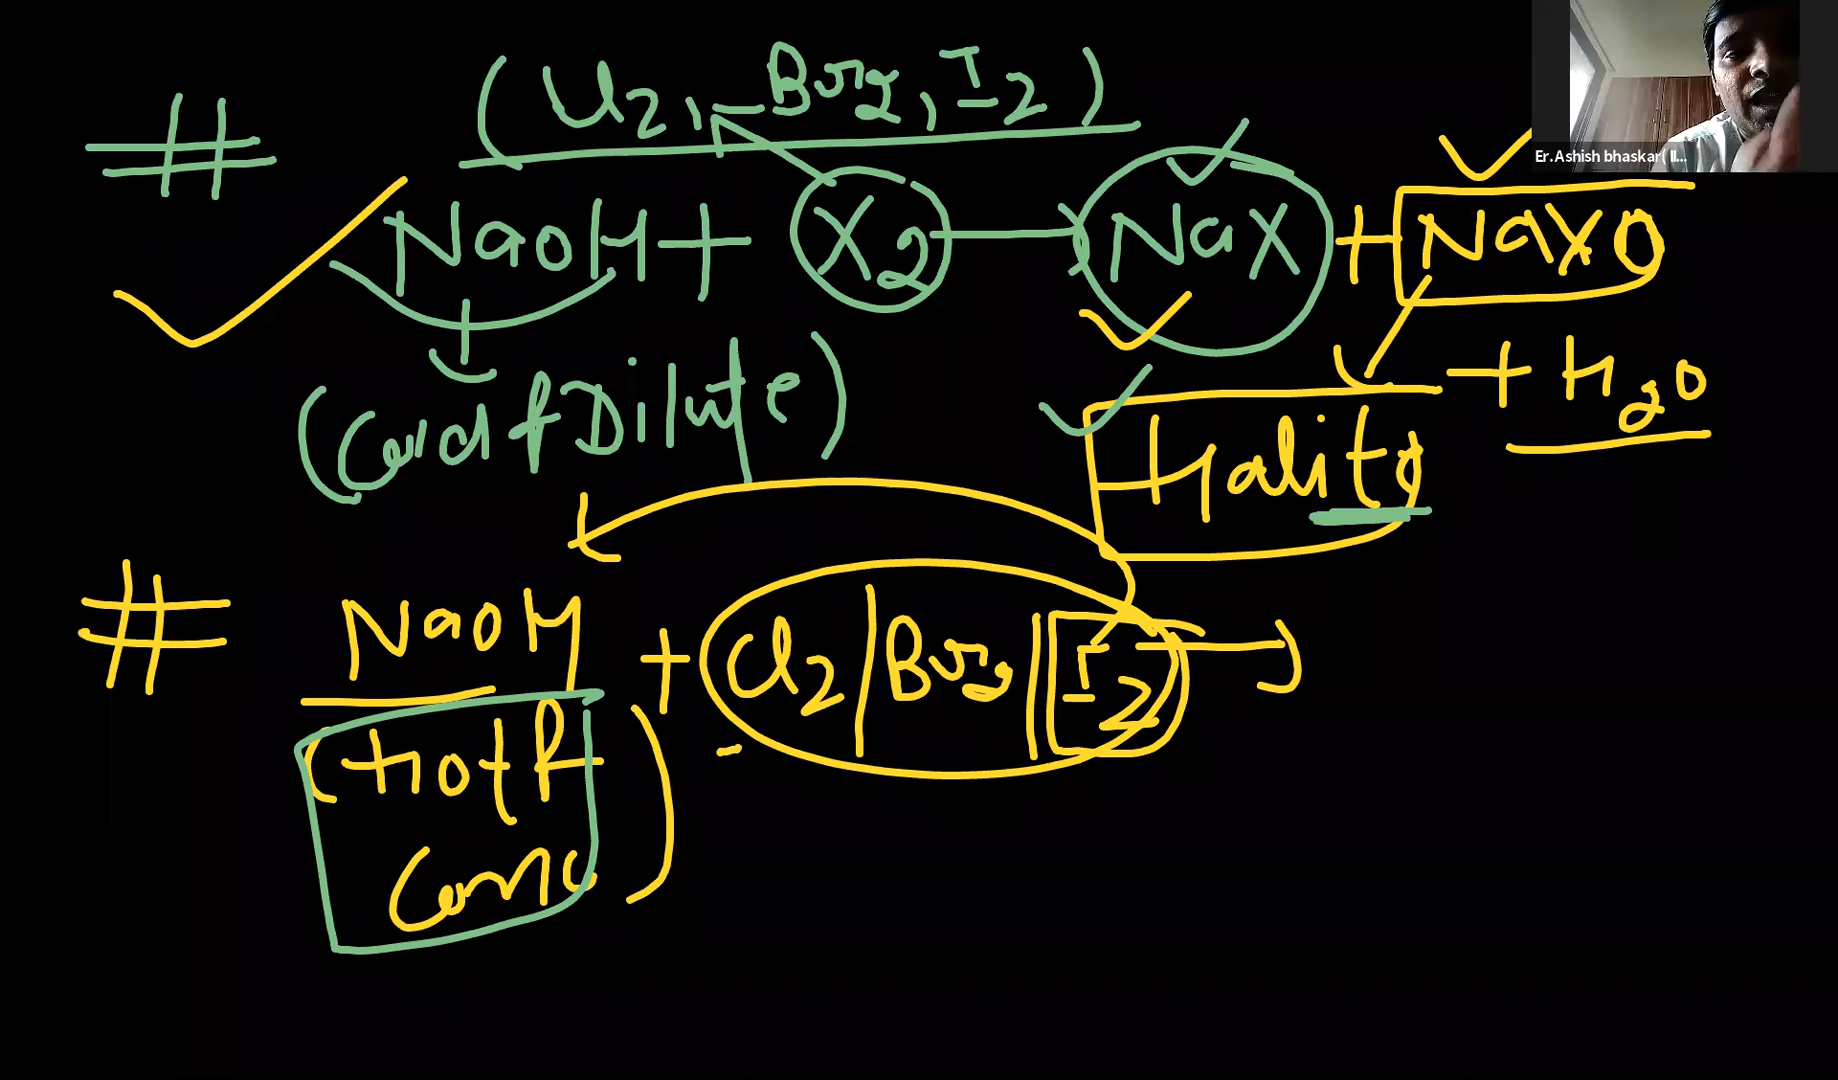 (Cl2, Br2, I2)
Er.Ashish bhaskar( II...
# NaOH + X2 → NaX + NaXO
+ H2O
(Cold & Dilute)
Halite
# NaOH + Cl2 | Br2 | I2 →
(Hot &
Conc)